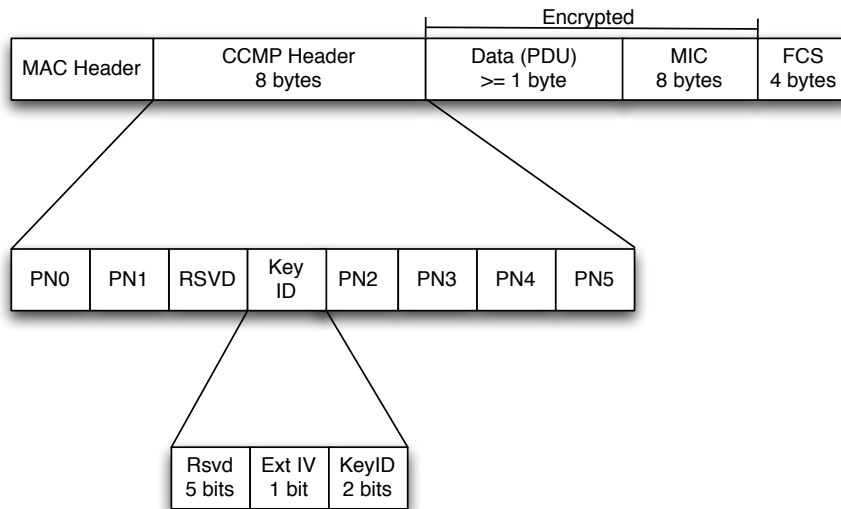 Encrypted
MAC Header
CCMP Header
8 bytes
Data (PDU)
>= 1 byte
MIC
8 bytes
FCS
4 bytes
PN0
PN1
RSVD
Key
ID
PN2
PN3
PN4
PN5
Rsvd
5 bits
Ext IV
1 bit
KeyID
2 bits